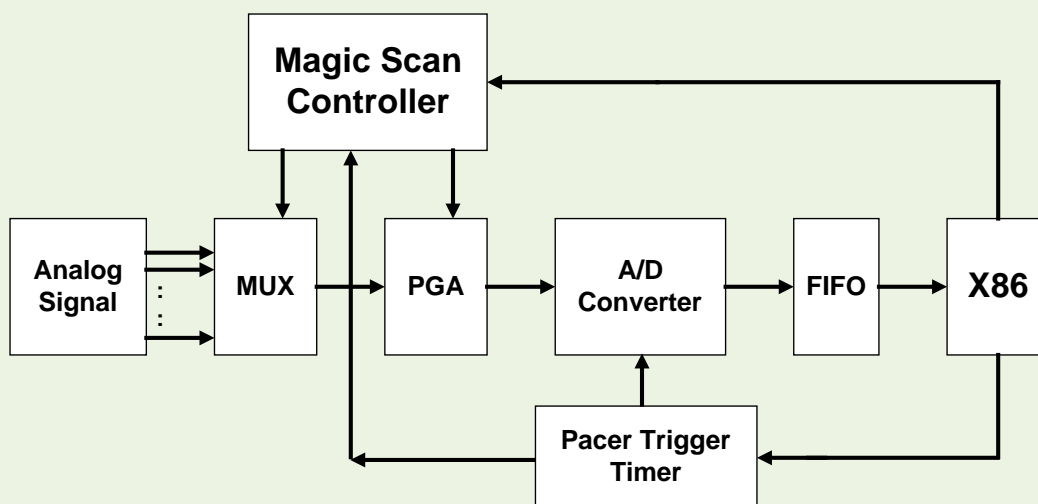 Magic Scan
Controller
Analog
Signal
:
:
MUX
PGA
A/D
Converter
FIFO
X86
Pacer Trigger
Timer